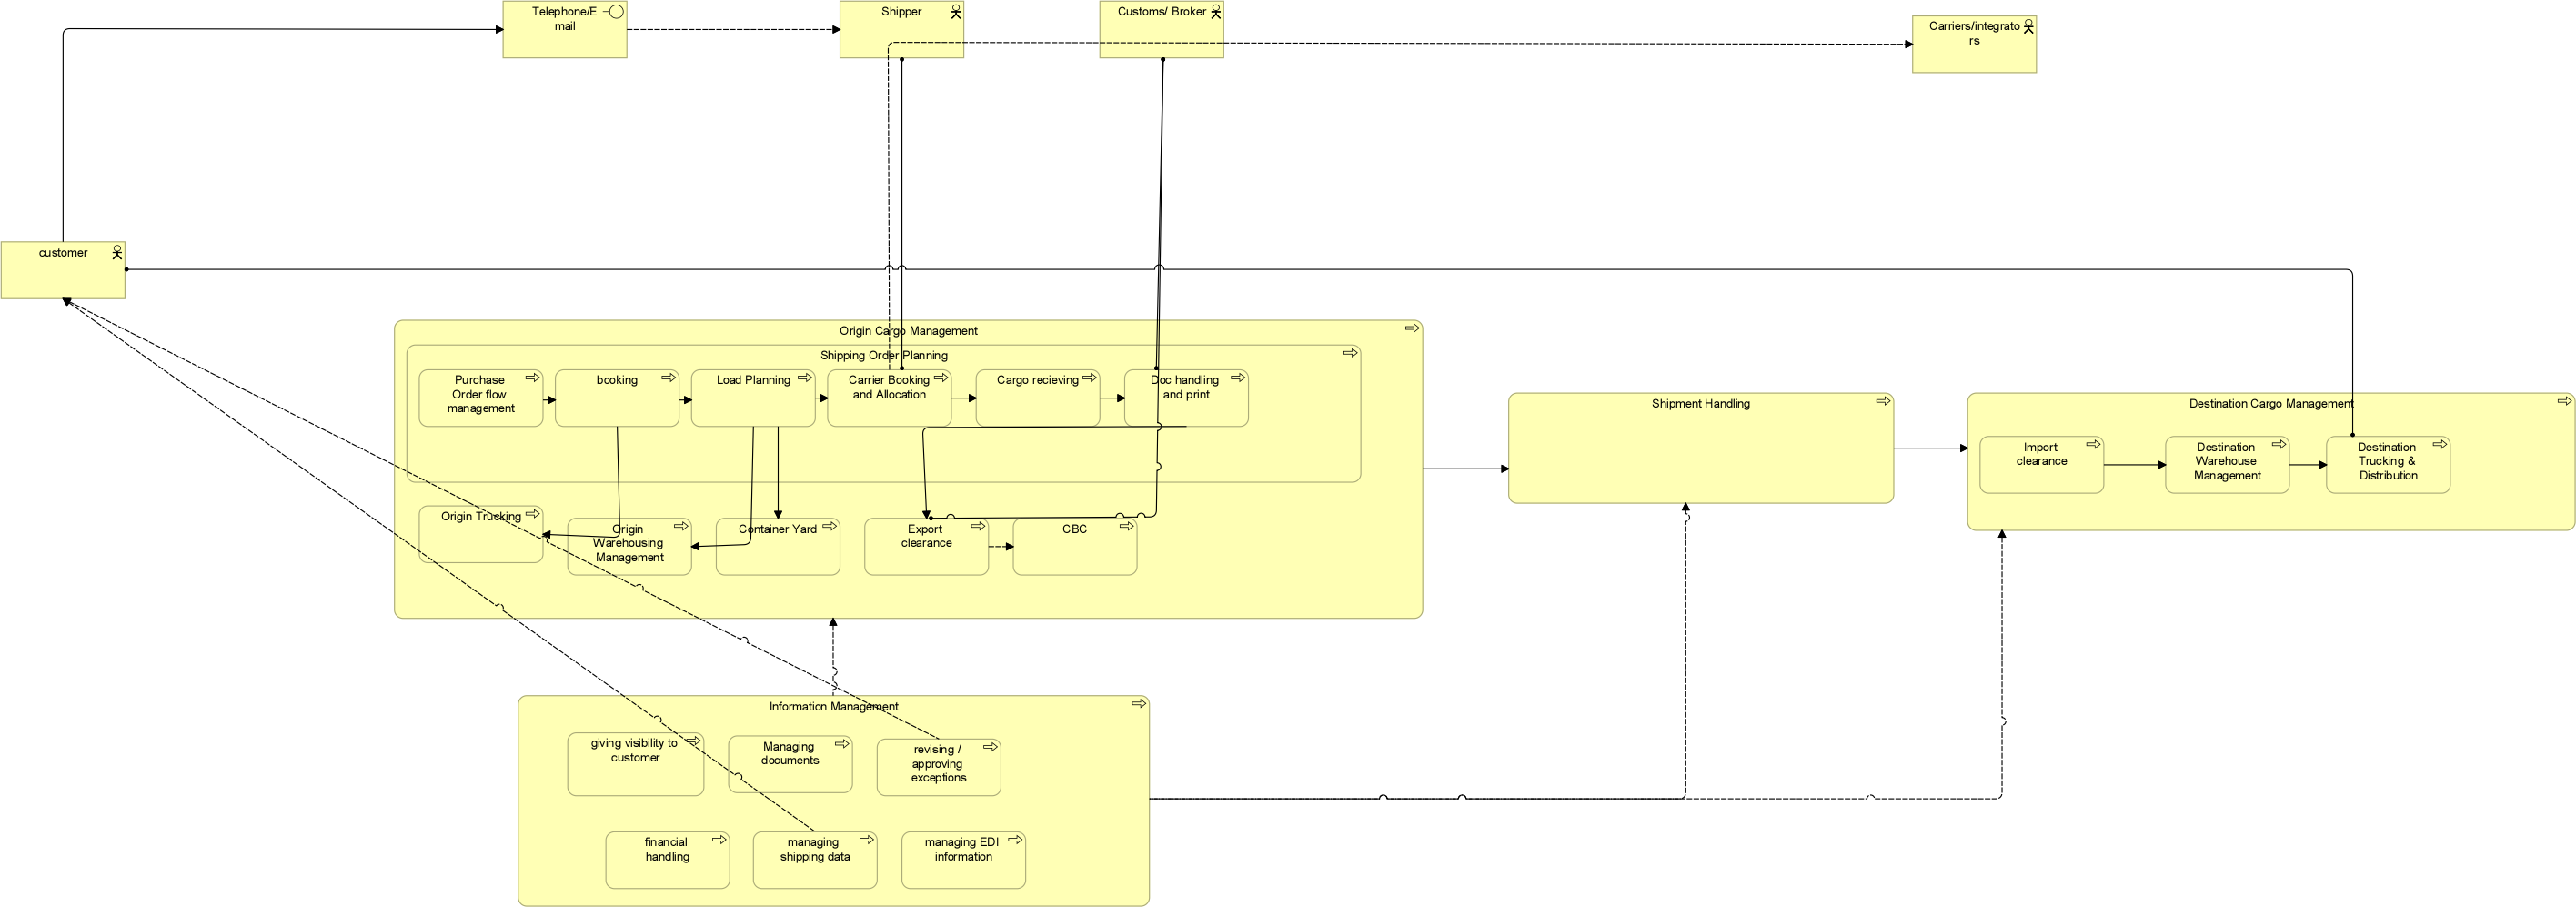 Telephone/E
mail
Shipper
Customs/ Broker
Carriers/integrato
rs
customer
Origin Cargo Management
Shipping Order Planning
Purchase
Order flow
management
booking
Load Planning
Carrier Booking
and Allocation
Cargo recieving
Doc handling
and print
Origin Trucking
Origin
Warehousing
Management
Container Yard
Export
clearance
CBC
Shipment Handling
Destination Cargo Management
Import
clearance
Destination
Warehouse
Management
Destination
Trucking &
Distribution
Information Management
giving visibility to
customer
Managing
documents
revising /
approving
exceptions
financial
handling
managing
shipping data
managing EDI
information